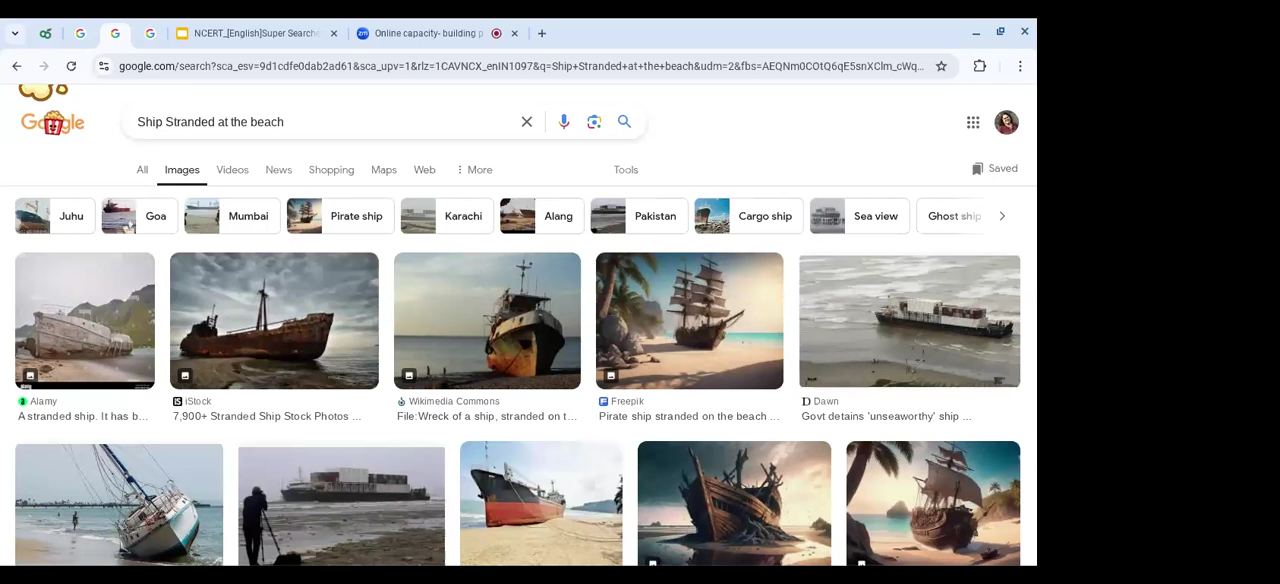 NCERT_[English]Super Searche
Online capacity- building p
google.com/search?sca_esv=9d1cdfe0dab2ad61&sca_upv=1&rlz=1CAVNCX_enIN1097&q=Ship+Stranded+at+the+beach&udm=2&fbs=AEQNm0COtQ6qE5snXClm_cWq...
Google
Ship Stranded at the beach
All Images Videos News Shopping Maps Web More Tools Saved
Juhu Goa Mumbai Pirate ship Karachi Alang Pakistan Cargo ship Sea view Ghost ship
Alamy iStock Wikimedia Commons Freepik Dawn
A stranded ship. It has b... 7,900+ Stranded Ship Stock Photos ... File:Wreck of a ship, stranded on t... Pirate ship stranded on the beach ... Govt detains 'unseaworthy' ship ...